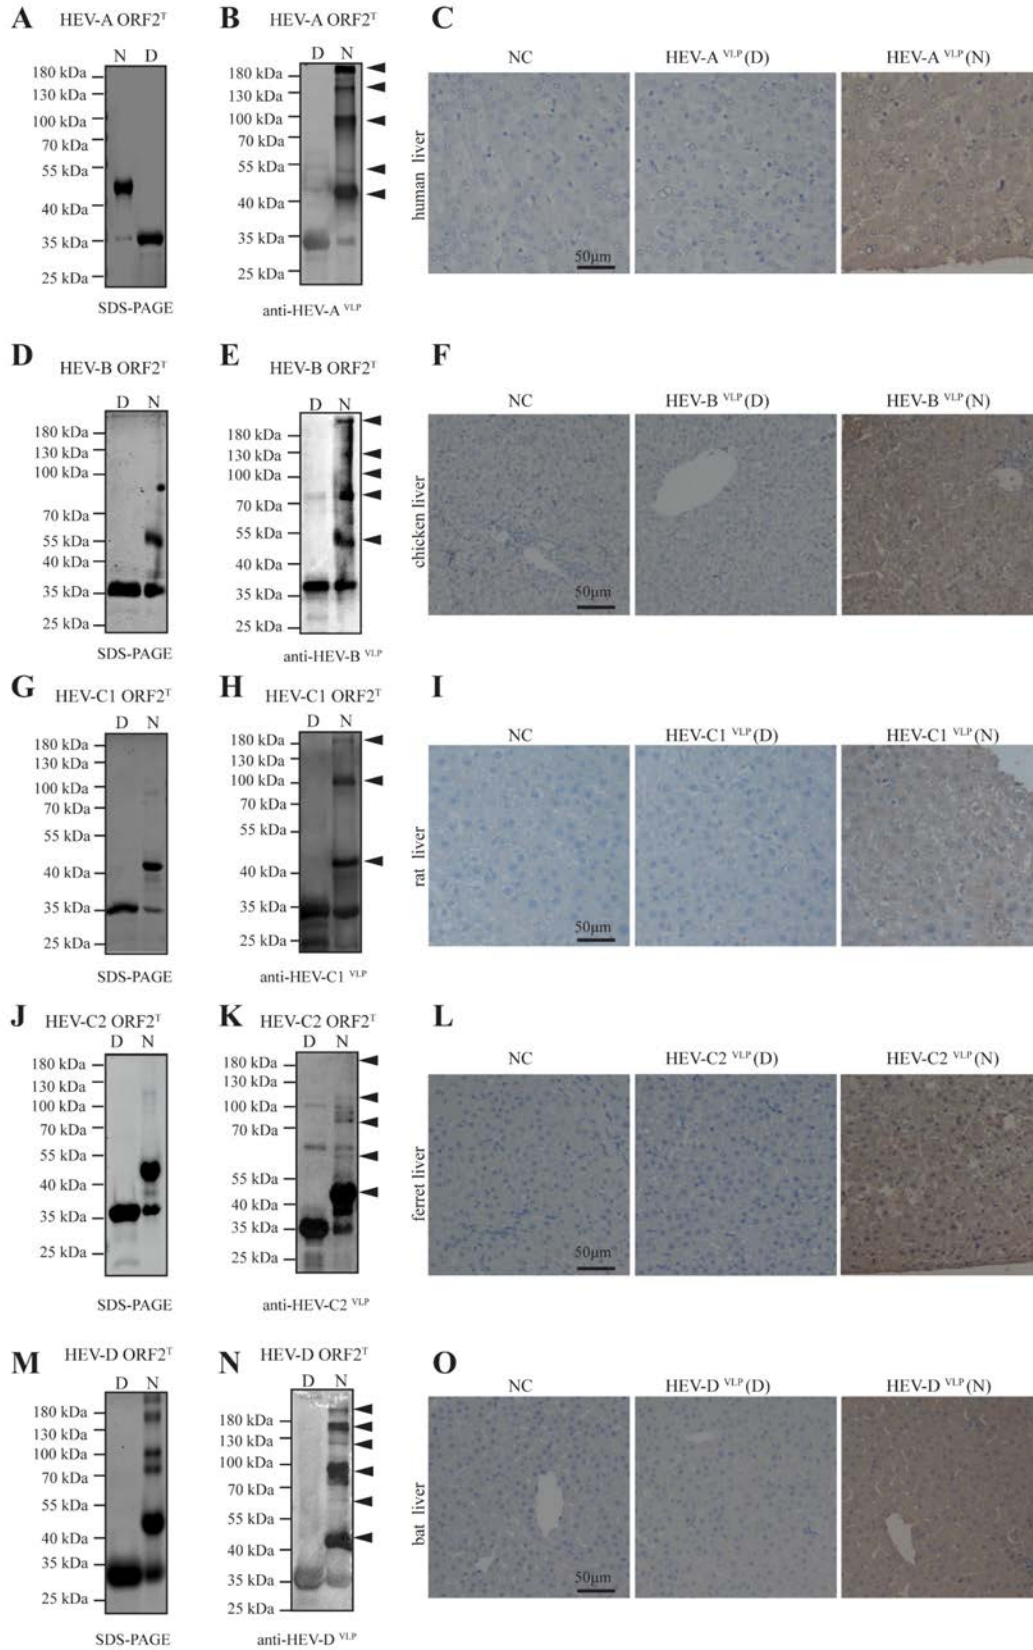 A HEV-A ORF2ᵀ
N D
180 kDa
130 kDa
100 kDa
70 kDa
55 kDa
40 kDa
35 kDa
25 kDa
SDS-PAGE
B HEV-A ORF2ᵀ
D N
180 kDa
130 kDa
100 kDa
70 kDa
55 kDa
40 kDa
35 kDa
25 kDa
anti-HEV-A ᵛᴸᴾ
C
NC HEV-A ᵛᴸᴾ (D) HEV-A ᵛᴸᴾ (N)
human liver
50μm
D HEV-B ORF2ᵀ
D N
180 kDa
130 kDa
100 kDa
70 kDa
55 kDa
40 kDa
35 kDa
25 kDa
SDS-PAGE
E HEV-B ORF2ᵀ
D N
180 kDa
130 kDa
100 kDa
70 kDa
55 kDa
40 kDa
35 kDa
25 kDa
anti-HEV-B ᵛᴸᴾ
F
NC HEV-B ᵛᴸᴾ (D) HEV-B ᵛᴸᴾ (N)
chicken liver
50μm
G HEV-C1 ORF2ᵀ
D N
180 kDa
130 kDa
100 kDa
70 kDa
55 kDa
40 kDa
35 kDa
25 kDa
SDS-PAGE
H HEV-C1 ORF2ᵀ
D N
180 kDa
130 kDa
100 kDa
70 kDa
55 kDa
40 kDa
35 kDa
25 kDa
anti-HEV-C1 ᵛᴸᴾ
I
NC HEV-C1 ᵛᴸᴾ (D) HEV-C1 ᵛᴸᴾ (N)
rat liver
50μm
J HEV-C2 ORF2ᵀ
D N
180 kDa
130 kDa
100 kDa
70 kDa
55 kDa
40 kDa
35 kDa
25 kDa
SDS-PAGE
K HEV-C2 ORF2ᵀ
D N
180 kDa
130 kDa
100 kDa
70 kDa
55 kDa
40 kDa
35 kDa
25 kDa
anti-HEV-C2 ᵛᴸᴾ
L
NC HEV-C2 ᵛᴸᴾ (D) HEV-C2 ᵛᴸᴾ (N)
ferret liver
50μm
M HEV-D ORF2ᵀ
D N
180 kDa
130 kDa
100 kDa
70 kDa
55 kDa
40 kDa
35 kDa
25 kDa
SDS-PAGE
N HEV-D ORF2ᵀ
D N
180 kDa
130 kDa
100 kDa
70 kDa
55 kDa
40 kDa
35 kDa
25 kDa
anti-HEV-D ᵛᴸᴾ
O
NC HEV-D ᵛᴸᴾ (D) HEV-D ᵛᴸᴾ (N)
bat liver
50μm